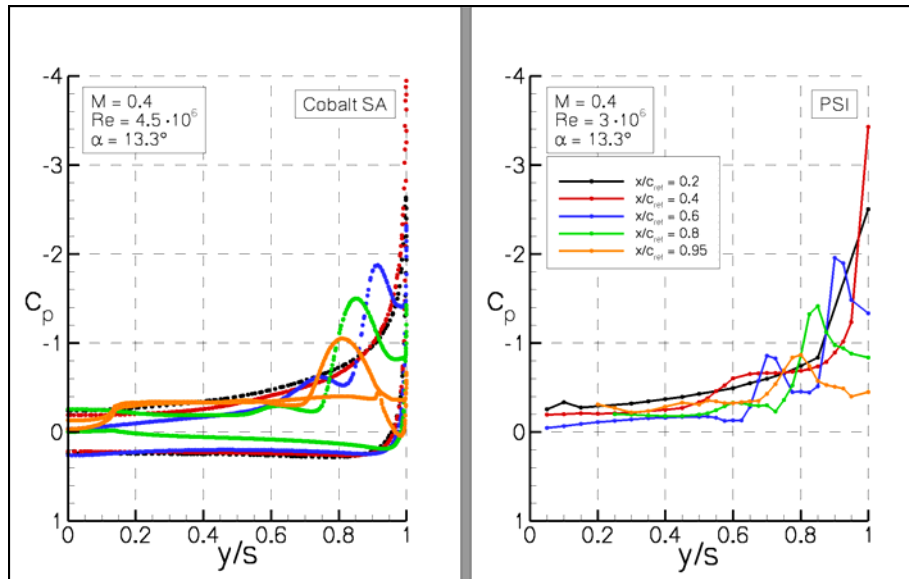 M = 0.4
Re = 4.5·10⁶
α = 13.3°
Cobalt SA
-4
-3
-2
-1
0
1
Cp
0
0.2
0.4
0.6
0.8
1
y/s
M = 0.4
Re = 3·10⁶
α = 13.3°
PSI
x/c_ref = 0.2
x/c_ref = 0.4
x/c_ref = 0.6
x/c_ref = 0.8
x/c_ref = 0.95
-4
-3
-2
-1
0
1
Cp
0
0.2
0.4
0.6
0.8
1
y/s